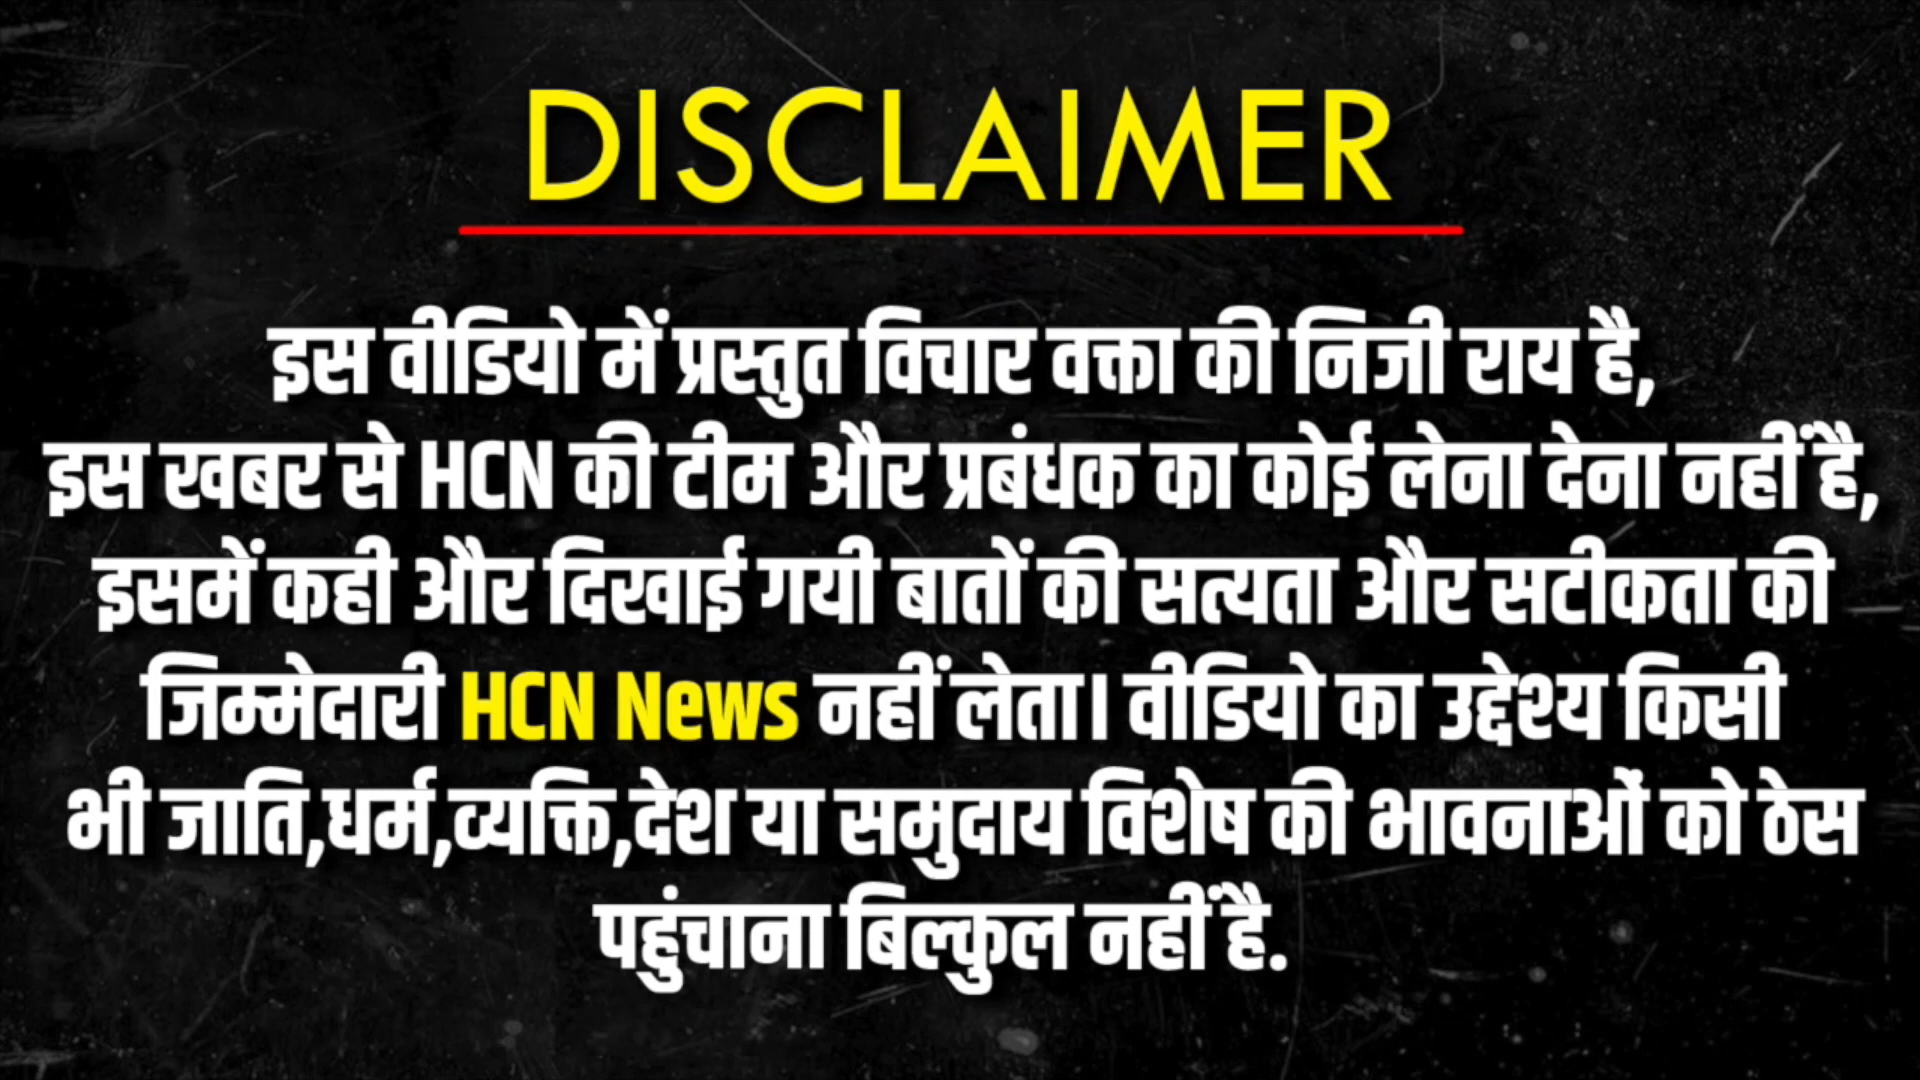 DISCLAIMER
इस वीडियो में प्रस्तुत विचार वक्ता की निजी राय है,
इस खबर से HCN की टीम और प्रबंधक का कोई लेना देना नहीं है,
इसमें कही और दिखाई गयी बातों की सत्यता और सटीकता की
जिम्मेदारी HCN News नहीं लेता। वीडियो का उद्देश्य किसी
भी जाति,धर्म,व्यक्ति,देश या समुदाय विशेष की भावनाओं को ठेस
पहुंचाना बिल्कुल नहीं है.